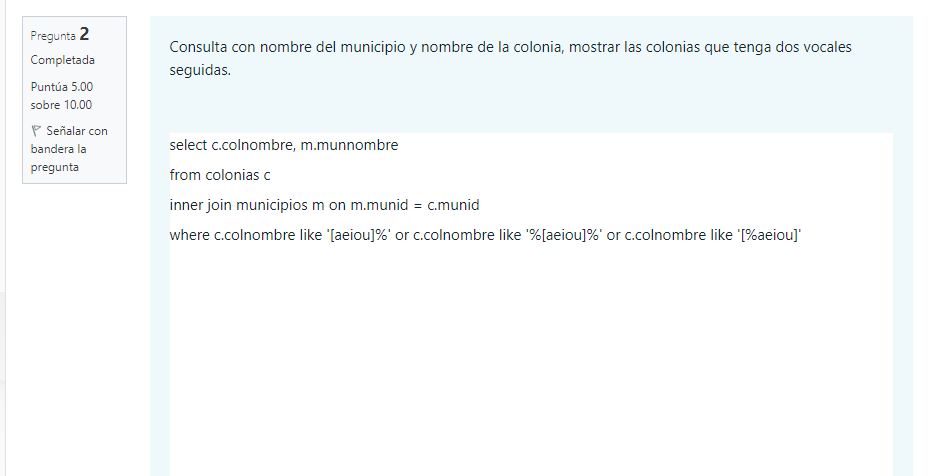 Pregunta 2
Completada
Puntúa 5.00
sobre 10.00
Señalar con
bandera la
pregunta
Consulta con nombre del municipio y nombre de la colonia, mostrar las colonias que tenga dos vocales
seguidas.
select c.colnombre, m.munnombre
from colonias c
inner join municipios m on m.munid = c.munid
where c.colnombre like '[aeiou]%' or c.colnombre like '%[aeiou]%' or c.colnombre like '[%aeiou]'